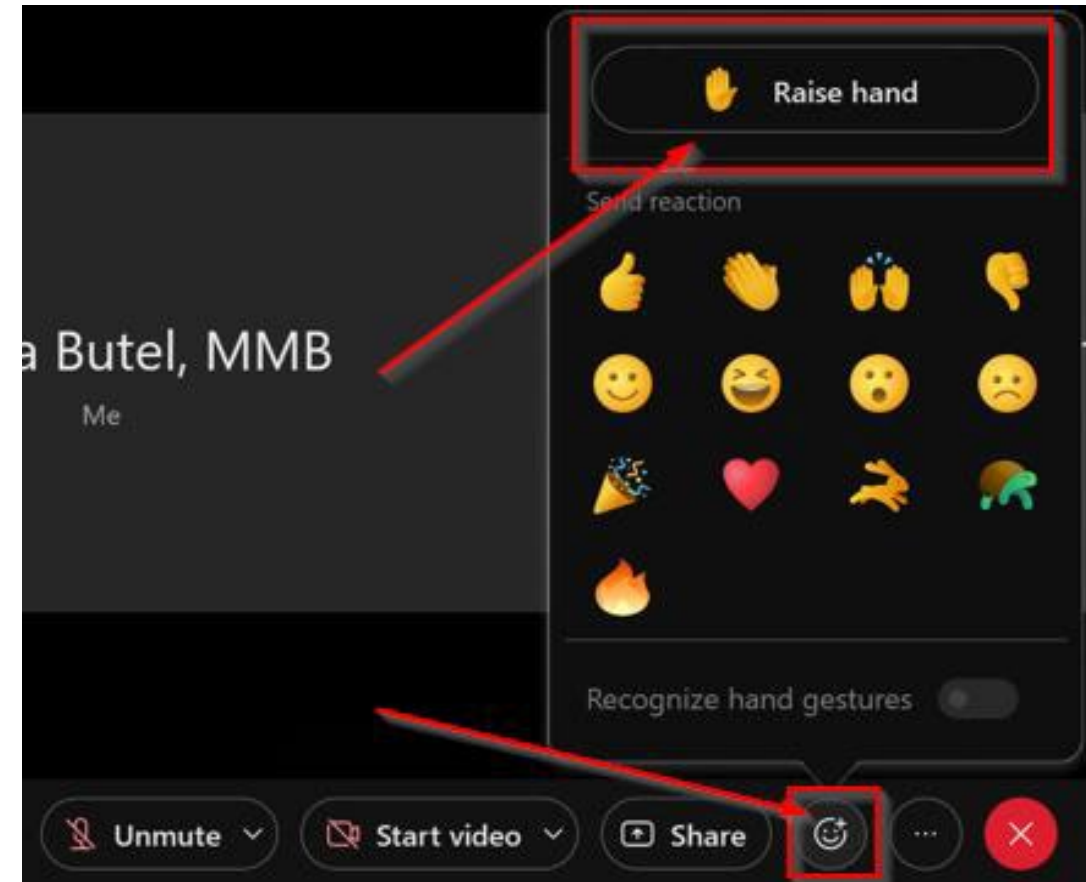 Raise hand
Send reaction
a Butel, MMB
Me
Recognize hand gestures
Unmute
Start video
Share